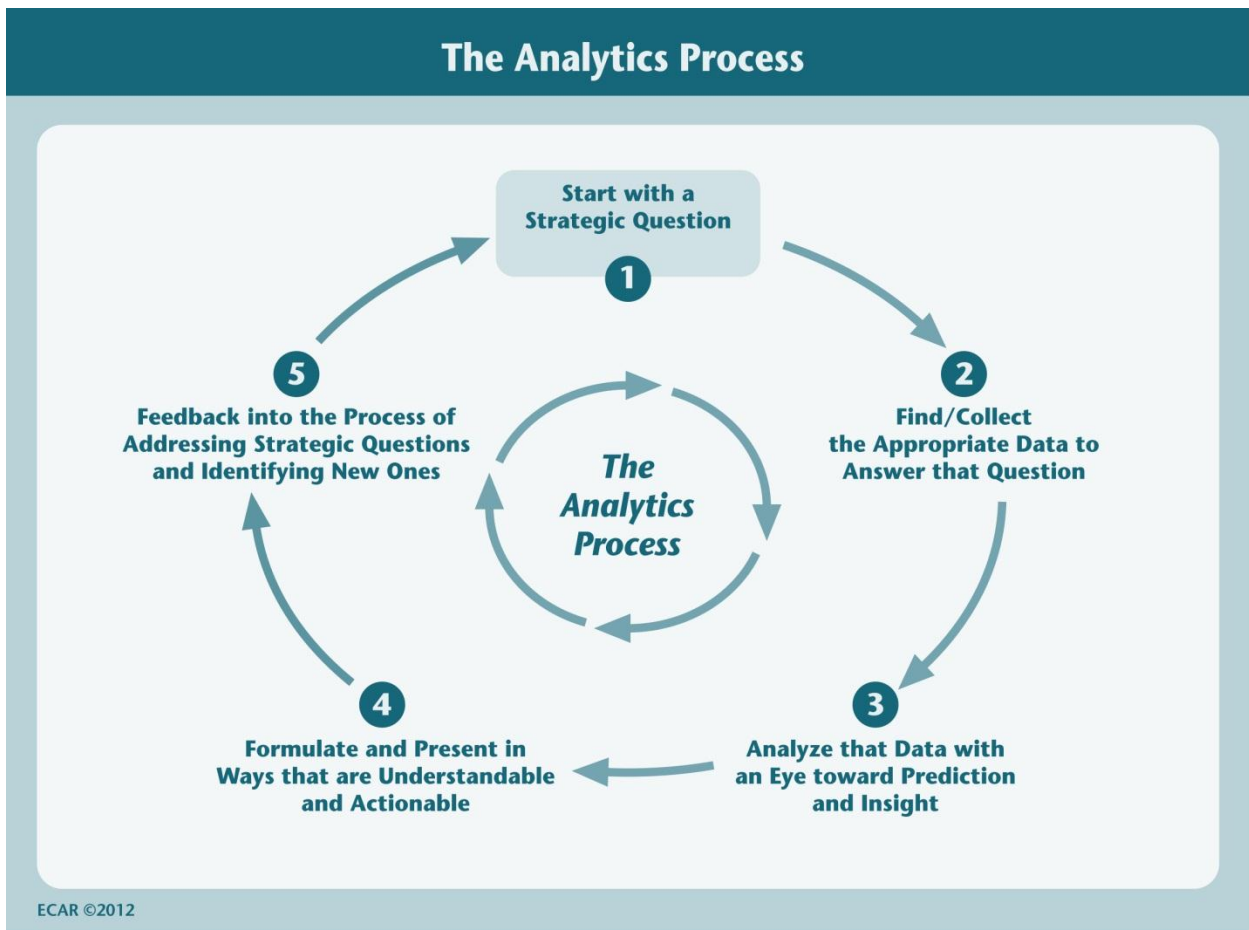 The Analytics Process
Start with a
Strategic Question
1
2
Find/Collect
the Appropriate Data to
Answer that Question
3
Analyze that Data with
an Eye toward Prediction
and Insight
4
Formulate and Present in
Ways that are Understandable
and Actionable
5
Feedback into the Process of
Addressing Strategic Questions
and Identifying New Ones
The
Analytics
Process
ECAR ©2012